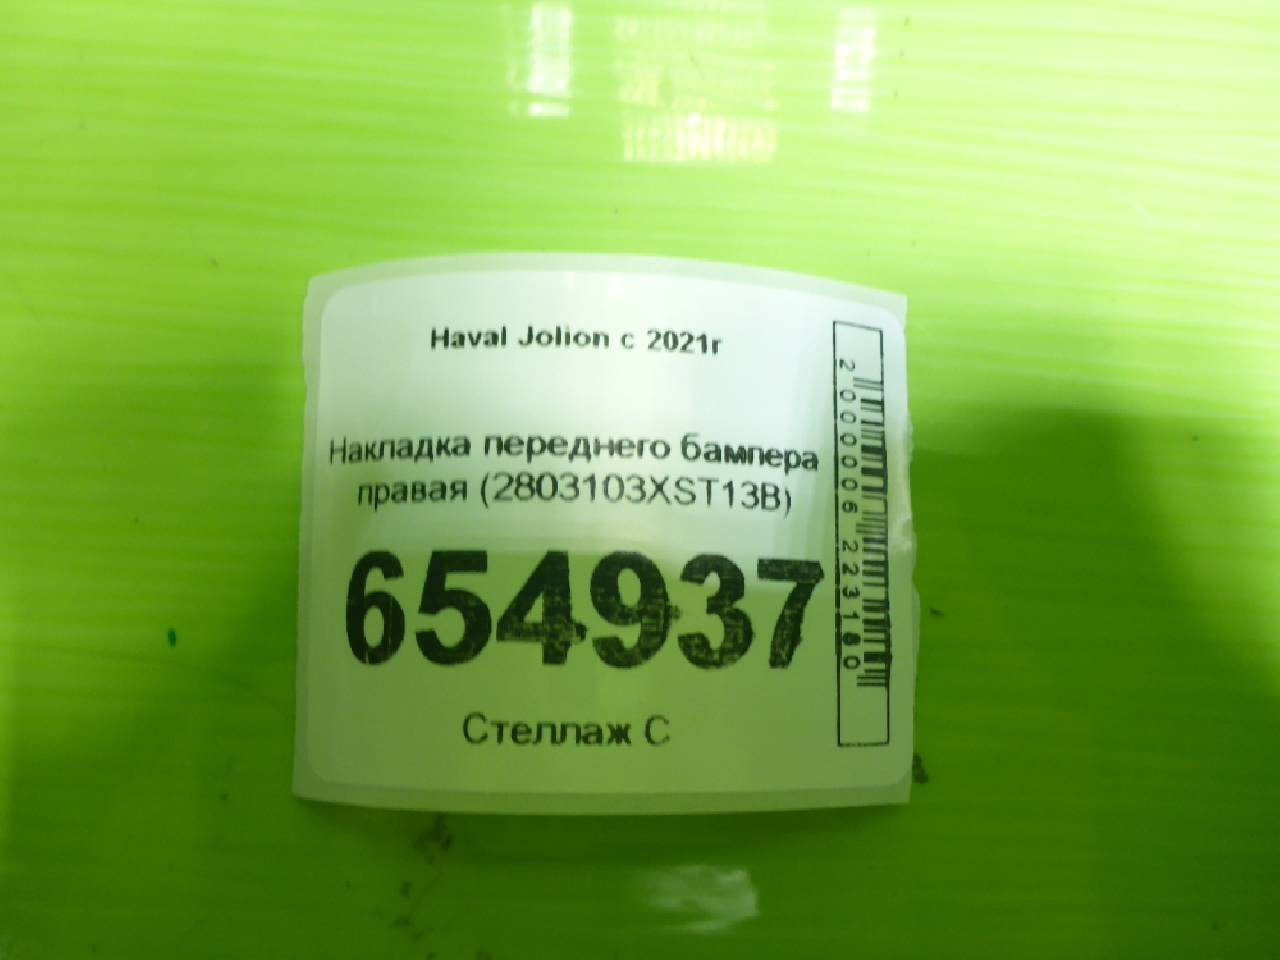 Haval Jolion с 2021г
Накладка переднего бампера
правая (2803103XST13B)
654937
Стеллаж С
2000006223180